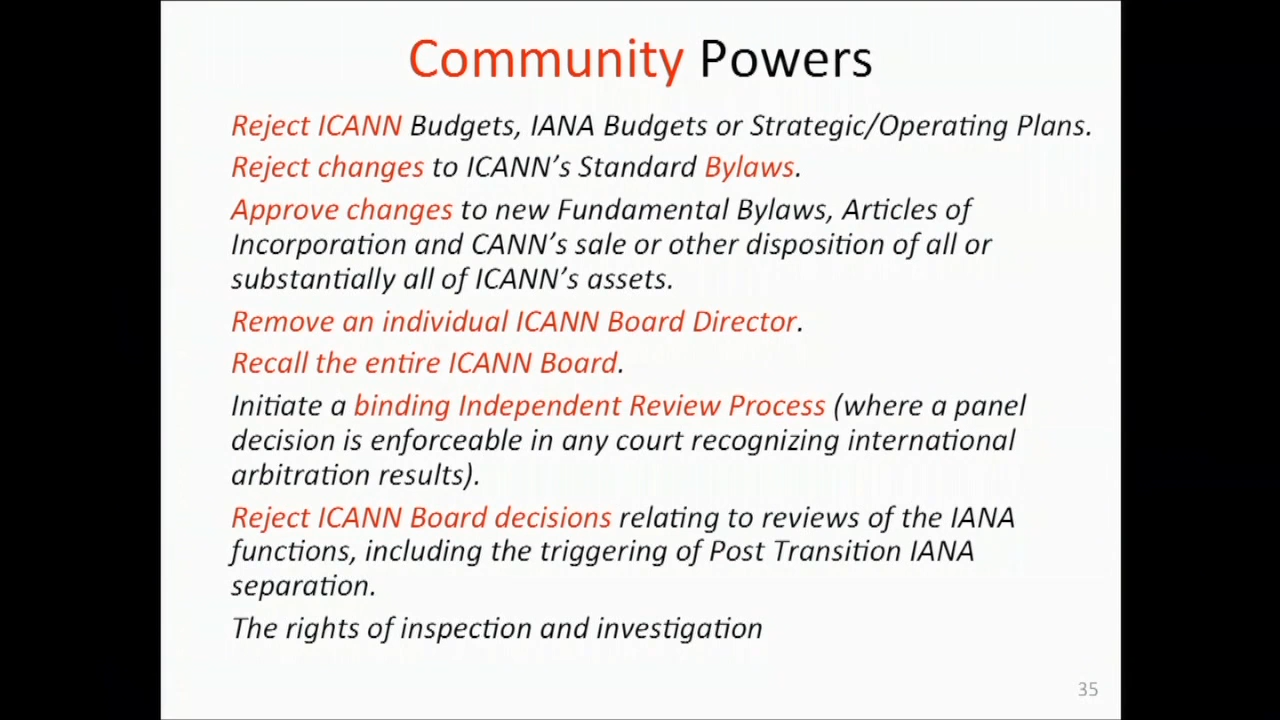 Community Powers
Reject ICANN Budgets, IANA Budgets or Strategic/Operating Plans.
Reject changes to ICANN’s Standard Bylaws.
Approve changes to new Fundamental Bylaws, Articles of
Incorporation and CANN’s sale or other disposition of all or
substantially all of ICANN’s assets.
Remove an individual ICANN Board Director.
Recall the entire ICANN Board.
Initiate a binding Independent Review Process (where a panel
decision is enforceable in any court recognizing international
arbitration results).
Reject ICANN Board decisions relating to reviews of the IANA
functions, including the triggering of Post Transition IANA
separation.
The rights of inspection and investigation
35